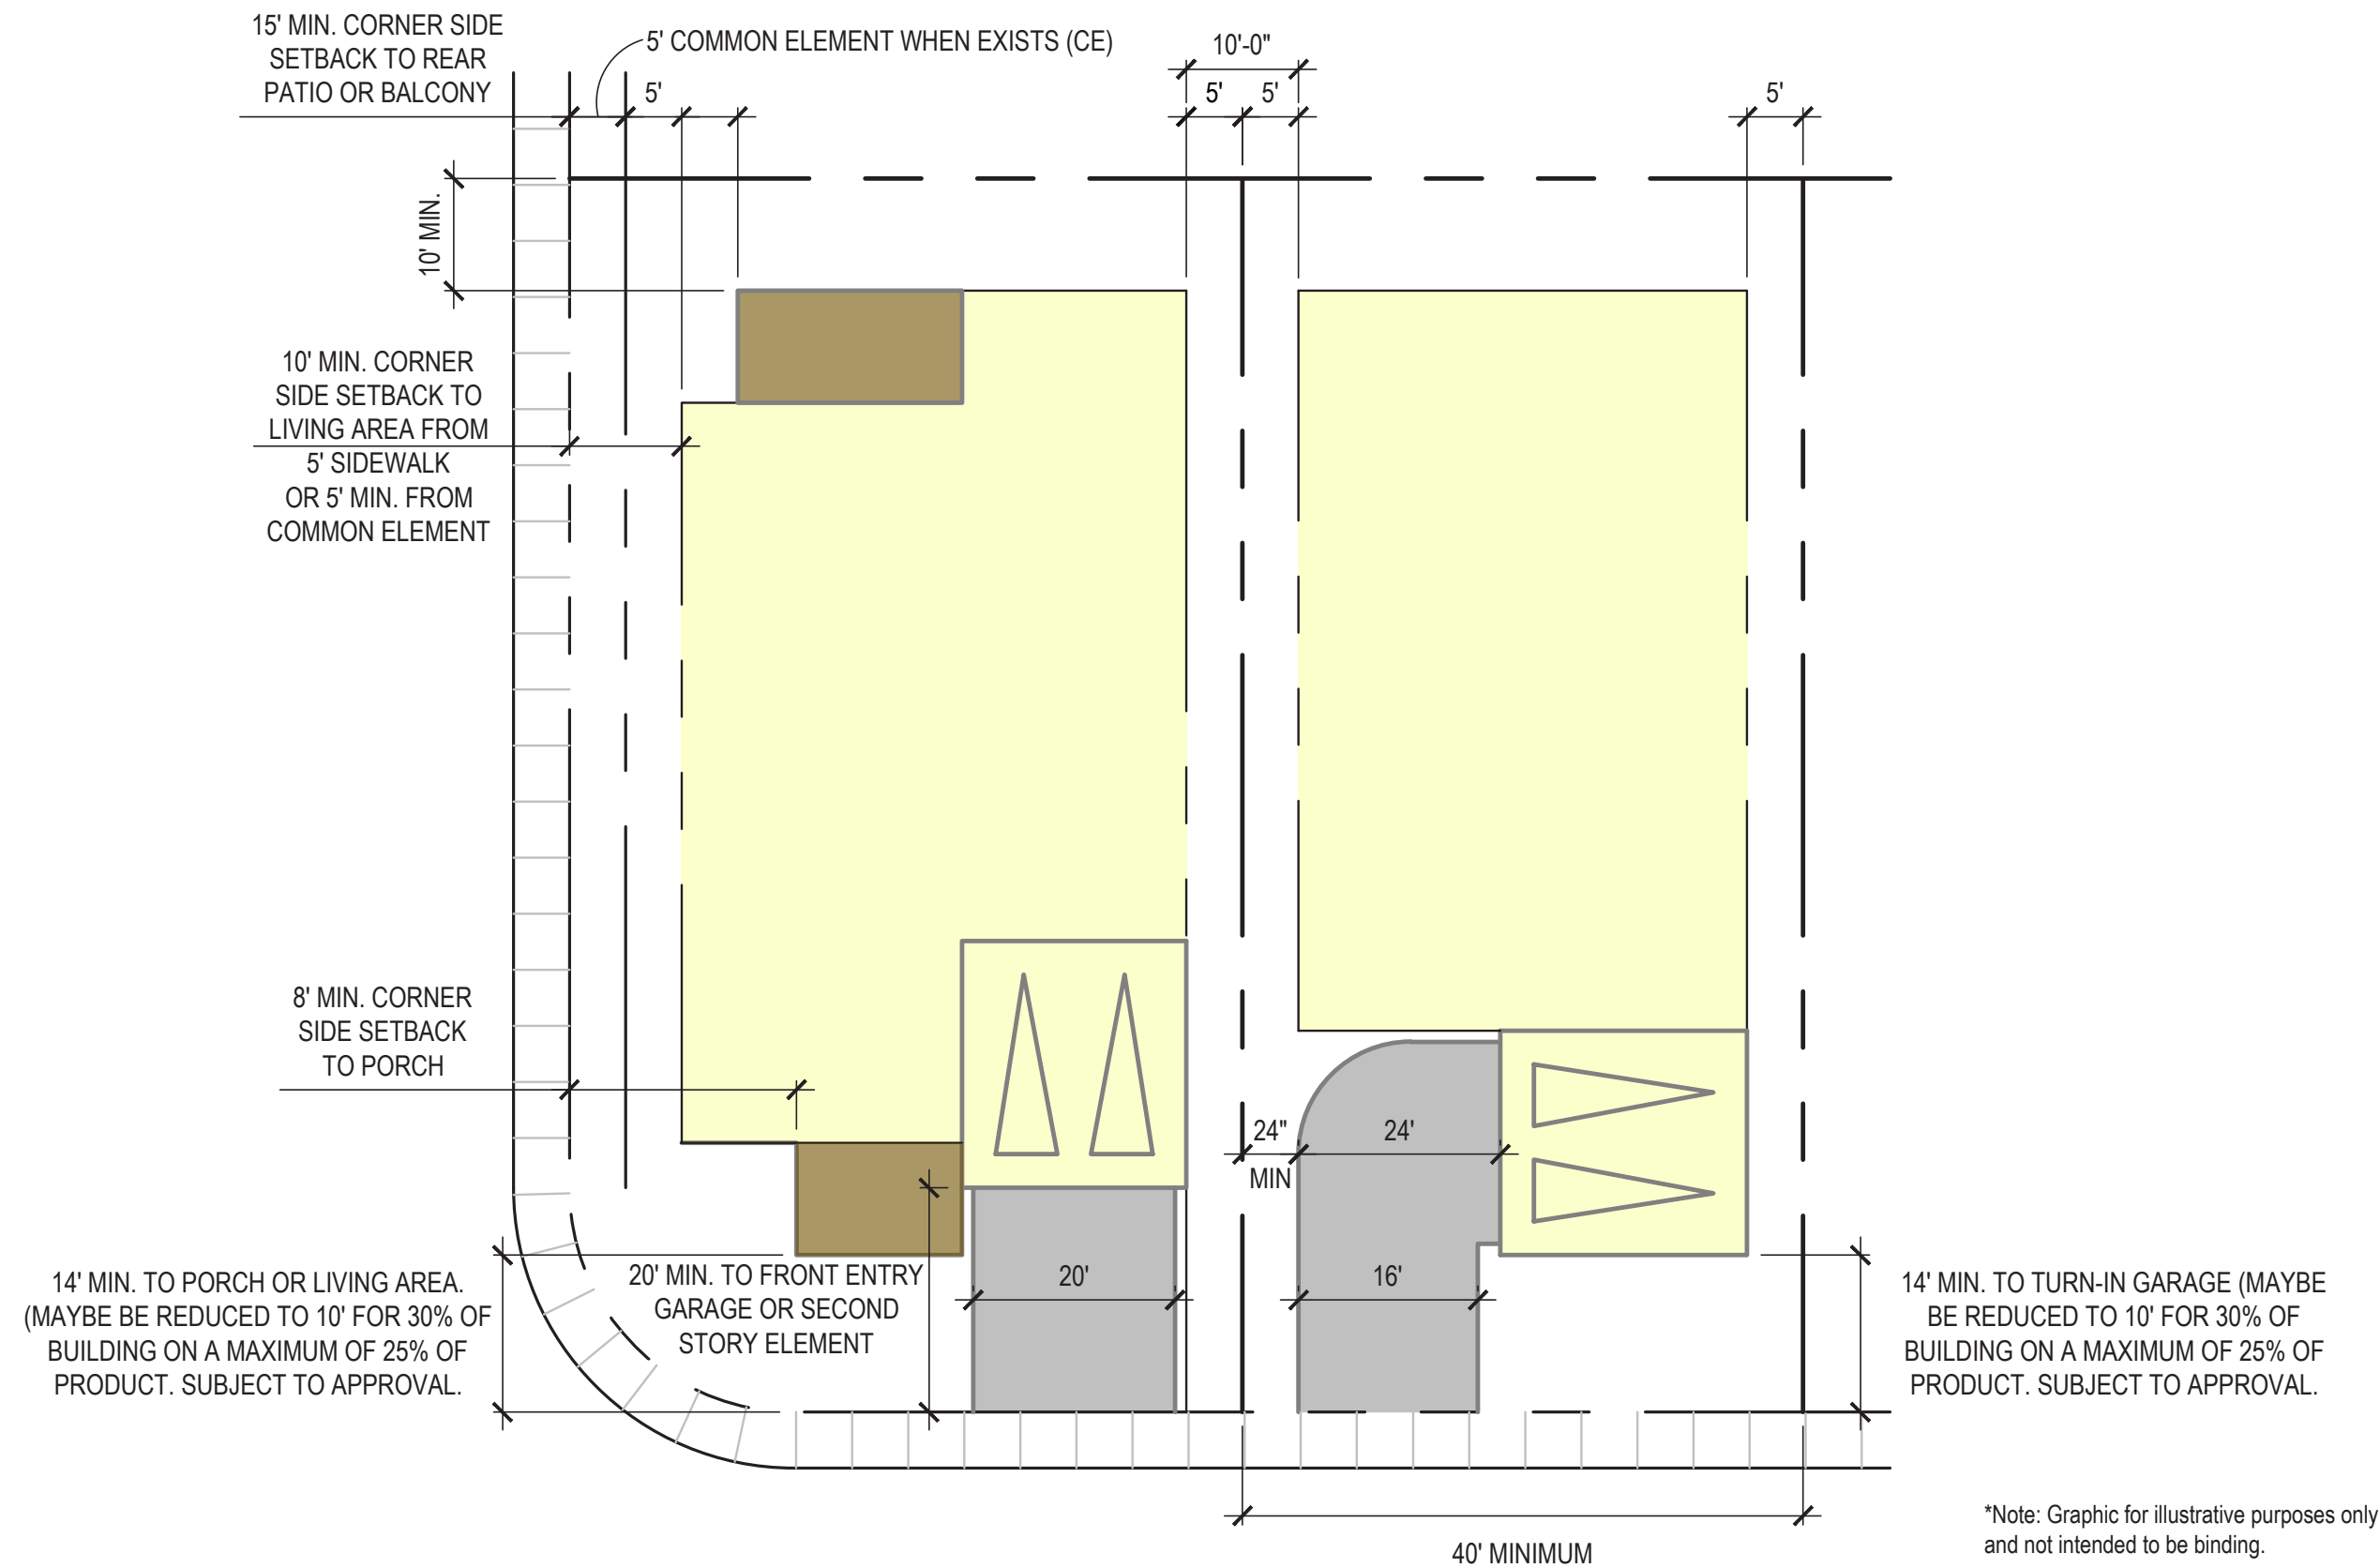 15' MIN. CORNER SIDE
SETBACK TO REAR
PATIO OR BALCONY
5' COMMON ELEMENT WHEN EXISTS (CE)
5'
10'-0"
5'
5'
5'
10' MIN.
10' MIN. CORNER
SIDE SETBACK TO
LIVING AREA FROM
5' SIDEWALK
OR 5' MIN. FROM
COMMON ELEMENT
8' MIN. CORNER
SIDE SETBACK
TO PORCH
24"
MIN
24'
14' MIN. TO PORCH OR LIVING AREA.
(MAYBE BE REDUCED TO 10' FOR 30% OF
BUILDING ON A MAXIMUM OF 25% OF
PRODUCT. SUBJECT TO APPROVAL.
20' MIN. TO FRONT ENTRY
GARAGE OR SECOND
STORY ELEMENT
20'
16'
14' MIN. TO TURN-IN GARAGE (MAYBE
BE REDUCED TO 10' FOR 30% OF
BUILDING ON A MAXIMUM OF 25% OF
PRODUCT. SUBJECT TO APPROVAL.
40' MINIMUM
*Note: Graphic for illustrative purposes only
and not intended to be binding.